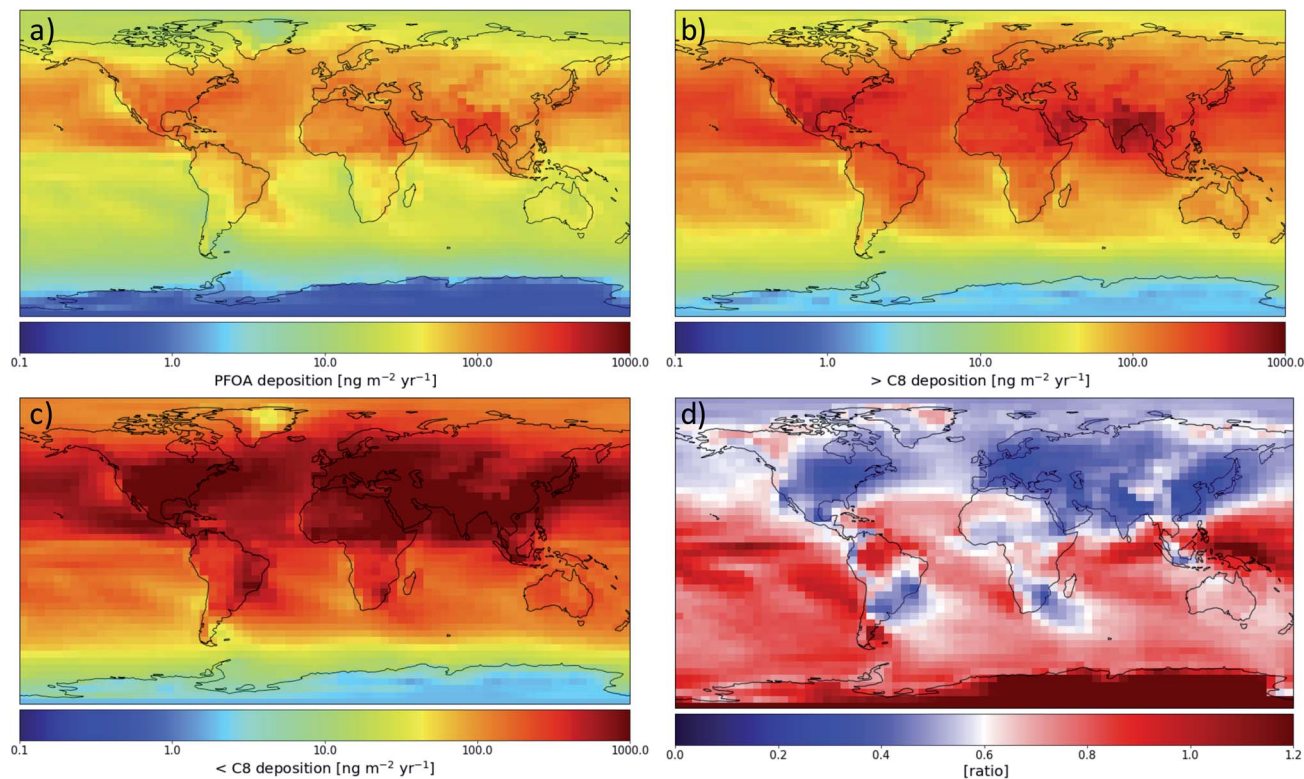 a)
b)
0.1 1.0 10.0 100.0 1000.0
PFOA deposition [ng m⁻² yr⁻¹]
0.1 1.0 10.0 100.0 1000.0
> C8 deposition [ng m⁻² yr⁻¹]
c)
d)
0.1 1.0 10.0 100.0 1000.0
< C8 deposition [ng m⁻² yr⁻¹]
0.0 0.2 0.4 0.6 0.8 1.0 1.2
[ratio]